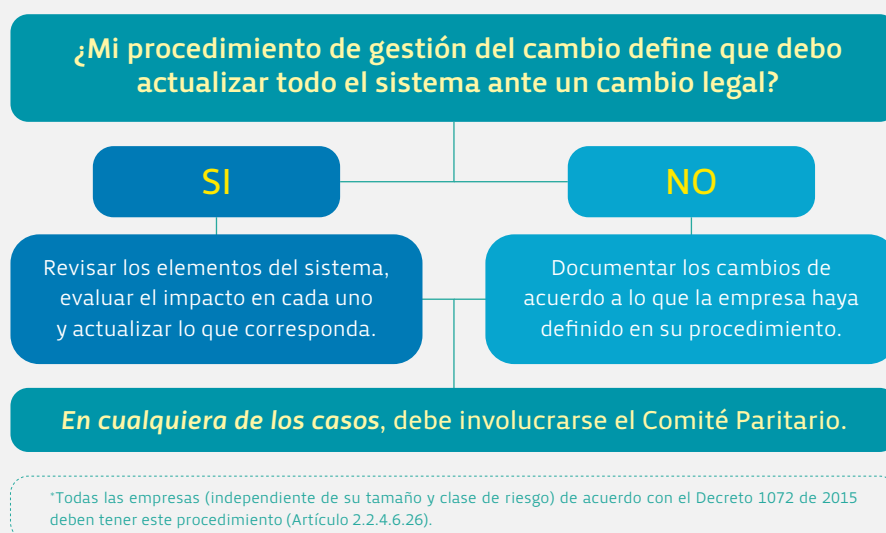 ¿Mi procedimiento de gestión del cambio define que debo
actualizar todo el sistema ante un cambio legal?
SI
NO
Revisar los elementos del sistema,
evaluar el impacto en cada uno
y actualizar lo que corresponda.
Documentar los cambios de
acuerdo a lo que la empresa haya
definido en su procedimiento.
En cualquiera de los casos, debe involucrarse el Comité Paritario.
*Todas las empresas (independiente de su tamaño y clase de riesgo) de acuerdo con el Decreto 1072 de 2015
deben tener este procedimiento (Artículo 2.2.4.6.26).